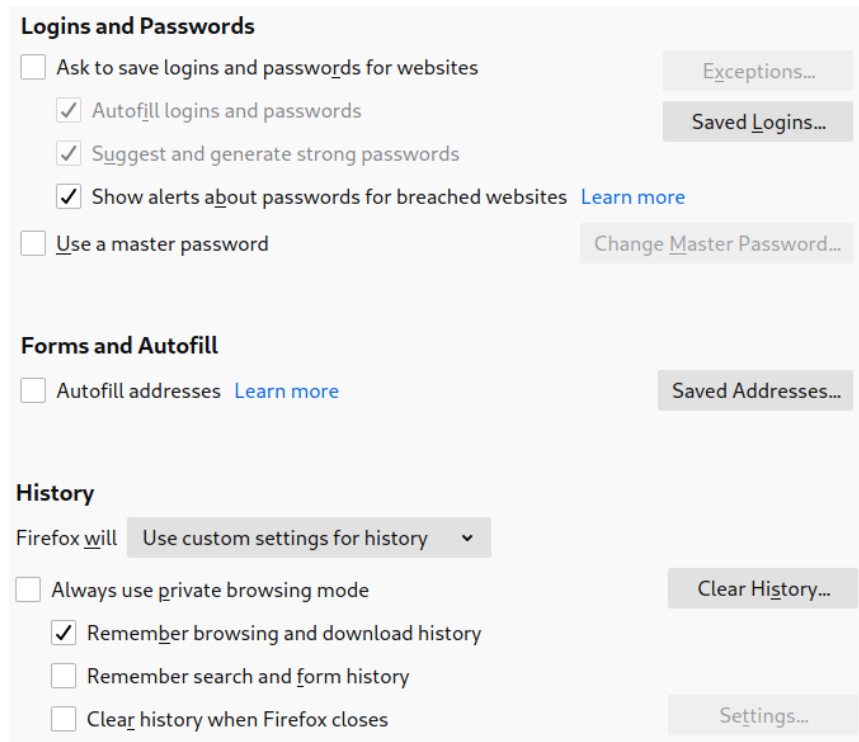 Logins and Passwords
Ask to save logins and passwords for websites
Exceptions...
Autofill logins and passwords
Saved Logins...
Suggest and generate strong passwords
Show alerts about passwords for breached websites Learn more
Use a master password
Change Master Password...
Forms and Autofill
Autofill addresses Learn more
Saved Addresses...
History
Firefox will Use custom settings for history
Always use private browsing mode
Clear History...
Remember browsing and download history
Remember search and form history
Clear history when Firefox closes
Settings...